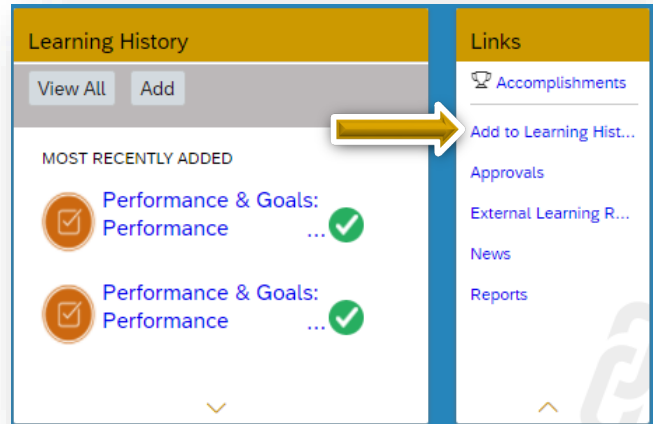 Learning History
View All Add
MOST RECENTLY ADDED
Performance & Goals:
Performance ...
Performance & Goals:
Performance ...
Links
Accomplishments
Add to Learning Hist...
Approvals
External Learning R...
News
Reports